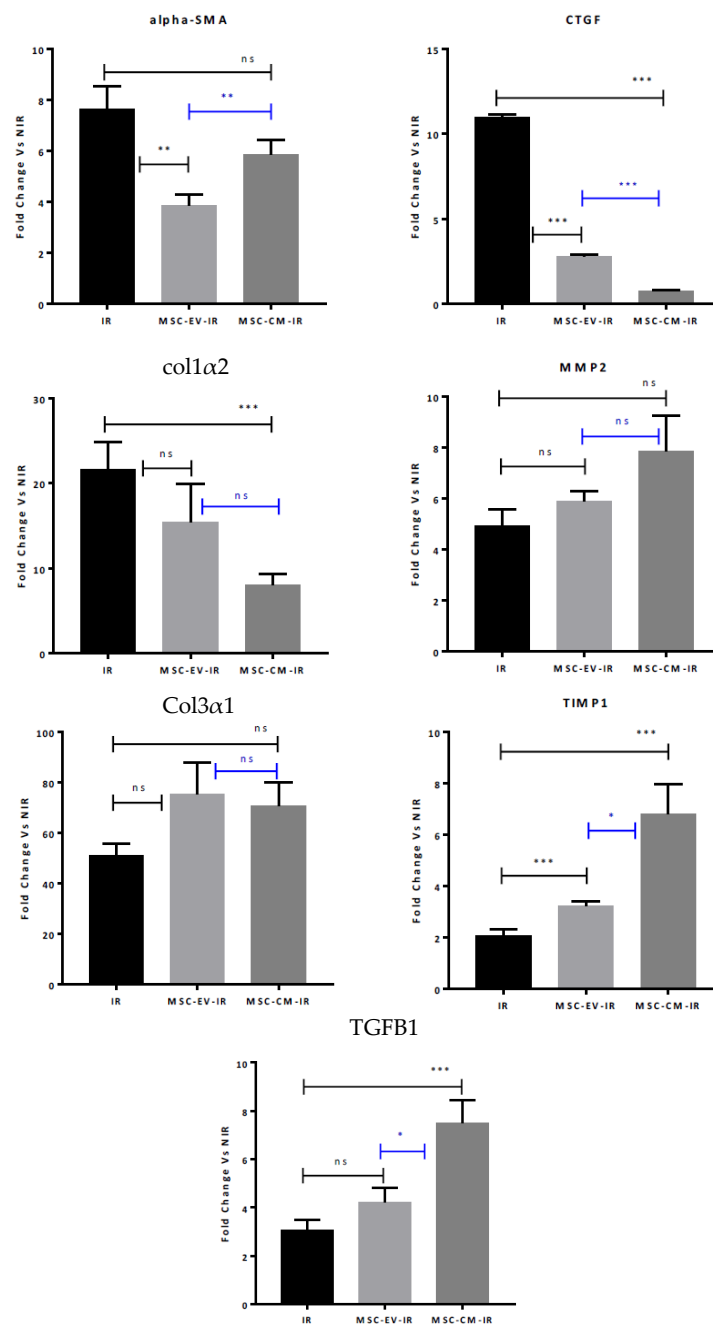 alpha-SMA
Fold Change Vs NIR
10
8
6
4
2
0
ns
**
**
IR MSC-EV-IR MSC-CM-IR
CTGF
Fold Change Vs NIR
15
10
5
0
***
***
***
IR MSC-EV-IR MSC-CM-IR
col1α2
Fold Change Vs NIR
30
20
10
0
***
ns
ns
IR MSC-EV-IR MSC-CM-IR
MMP2
Fold Change Vs NIR
10
8
6
4
2
0
ns
ns
ns
IR MSC-EV-IR MSC-CM-IR
Col3α1
Fold Change Vs NIR
100
80
60
40
20
0
ns
ns
ns
IR MSC-EV-IR MSC-CM-IR
TIMP1
Fold Change Vs NIR
10
8
6
4
2
0
***
*
***
IR MSC-EV-IR MSC-CM-IR
TGFB1
Fold Change Vs NIR
10
8
6
4
2
0
***
*
ns
IR MSC-EV-IR MSC-CM-IR